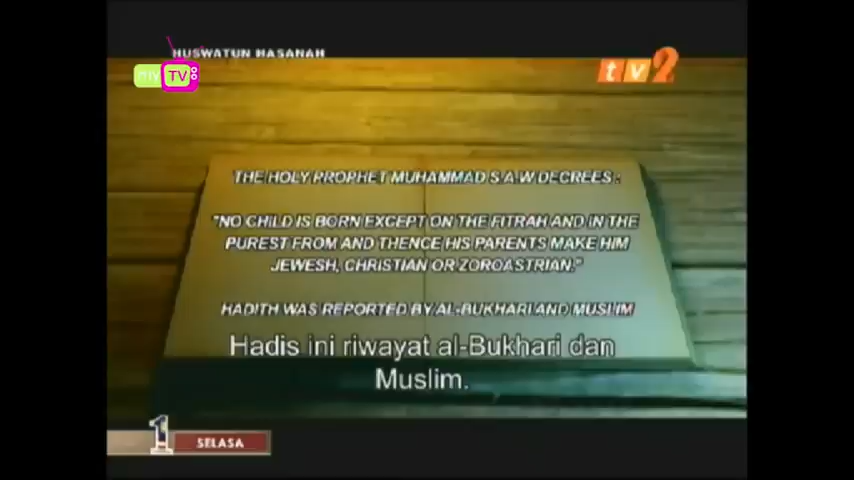 HUSWATUN HASANAH
my TV
tv2
THE HOLY PROPHET MUHAMMAD S.A.W DECREES :
"NO CHILD IS BORN EXCEPT ON THE FITRAH AND IN THE
PUREST FROM AND THENCE HIS PARENTS MAKE HIM
JEWESH, CHRISTIAN OR ZOROASTRIAN."
HADITH WAS REPORTED BY AL-BUKHARI AND MUSLIM
Hadis ini riwayat al-Bukhari dan
Muslim.
1
SELASA